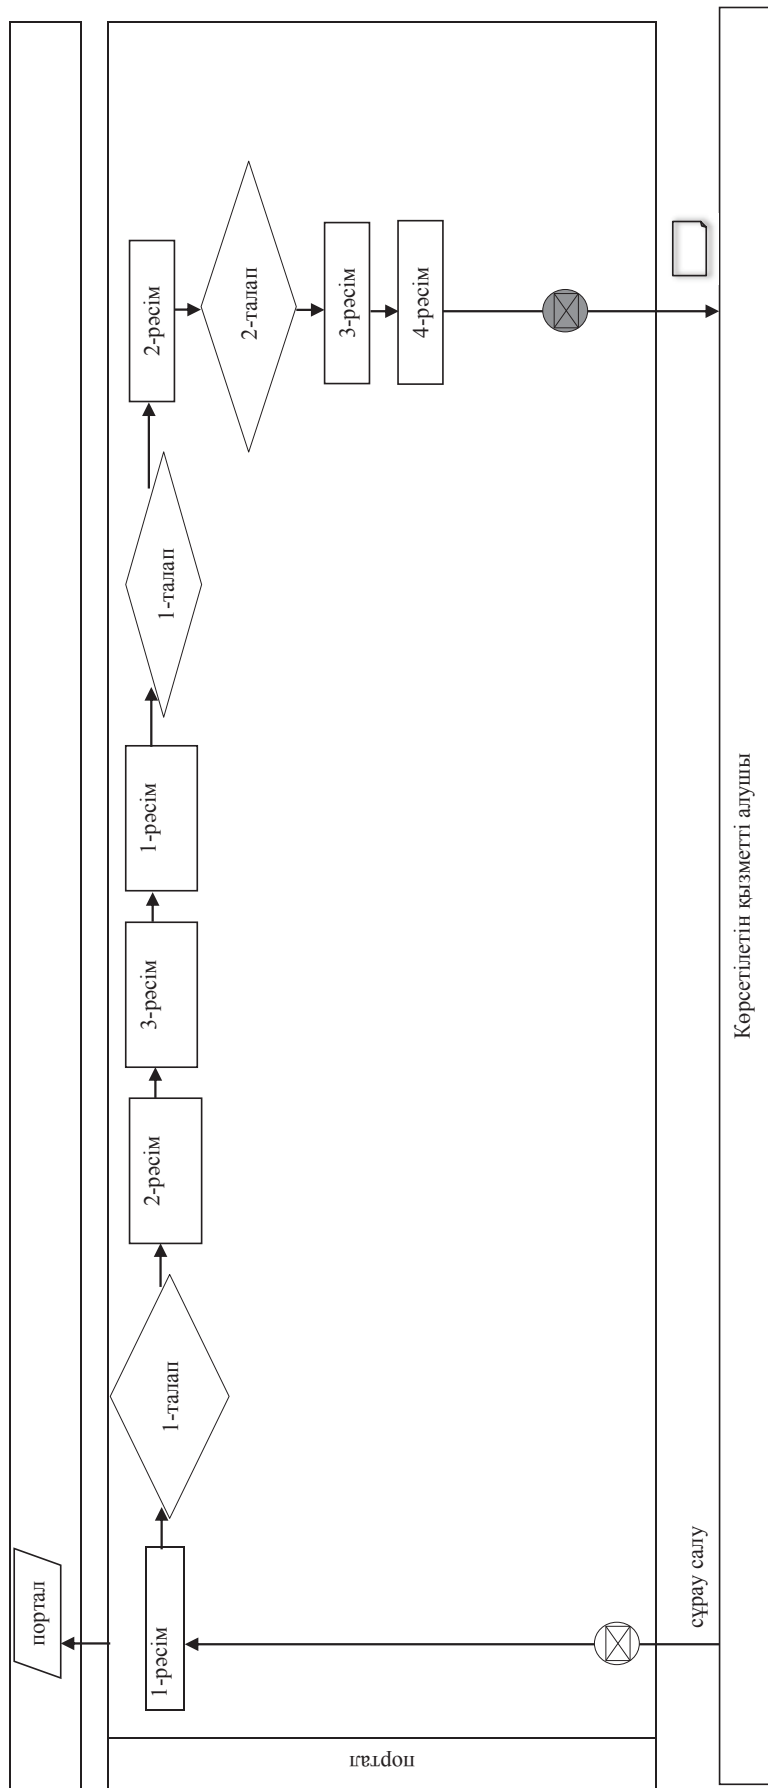 портал
портал
1-рәсім
1-талап
2-рәсім
3-рәсім
1-рәсім
1-талап
2-рәсім
2-талап
3-рәсім
4-рәсім
сұрау салу
Көрсетілетін қызметті алушы